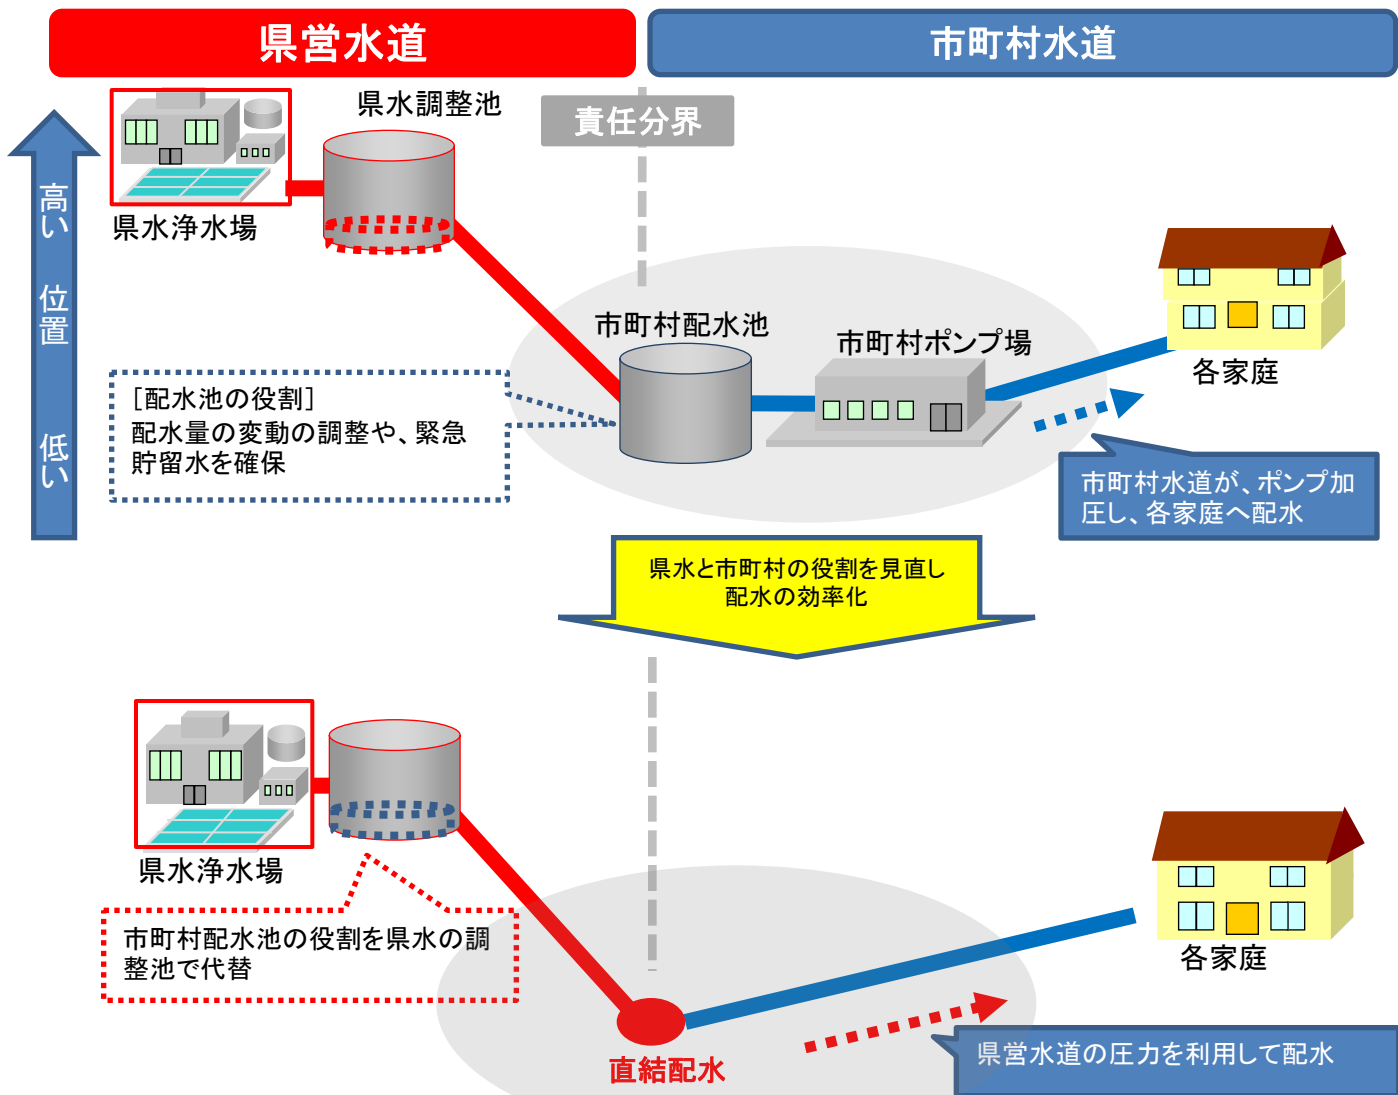 県営水道
市町村水道
責任分界
県水調整池
県水浄水場
高い 位置 低い
市町村配水池
市町村ポンプ場
各家庭
［配水池の役割］
配水量の変動の調整や、緊急
貯留水を確保
市町村水道が、ポンプ加
圧し、各家庭へ配水
県水と市町村の役割を見直し
配水の効率化
県水浄水場
市町村配水池の役割を県水の調
整池で代替
各家庭
直結配水
県営水道の圧力を利用して配水